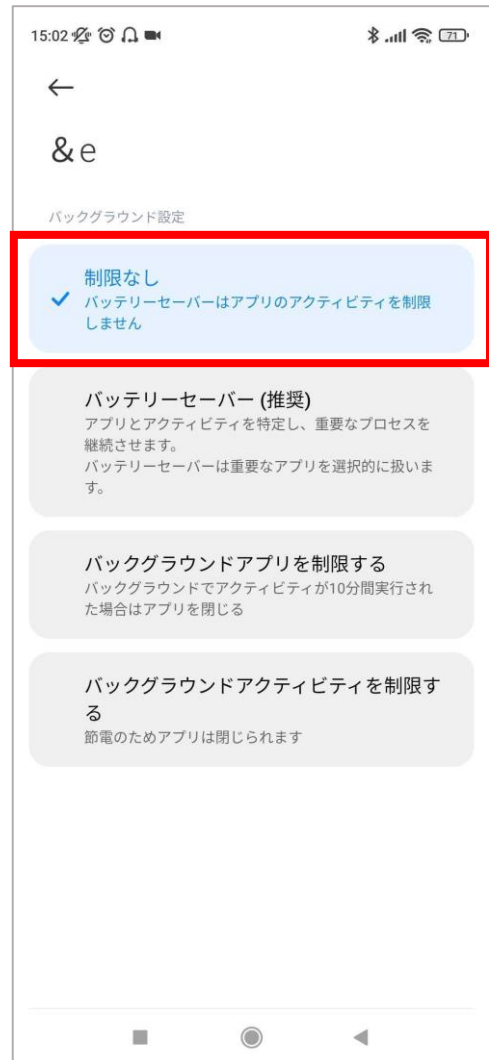 15:02
71
&e
バックグラウンド設定
制限なし
バッテリーセーバーはアプリのアクティビティを制限
しません
バッテリーセーバー (推奨)
アプリとアクティビティを特定し、重要なプロセスを
継続させます。
バッテリーセーバーは重要なアプリを選択的に扱いま
す。
バックグラウンドアプリを制限する
バックグラウンドでアクティビティが10分間実行され
た場合はアプリを閉じる
バックグラウンドアクティビティを制限す
る
節電のためアプリは閉じられます